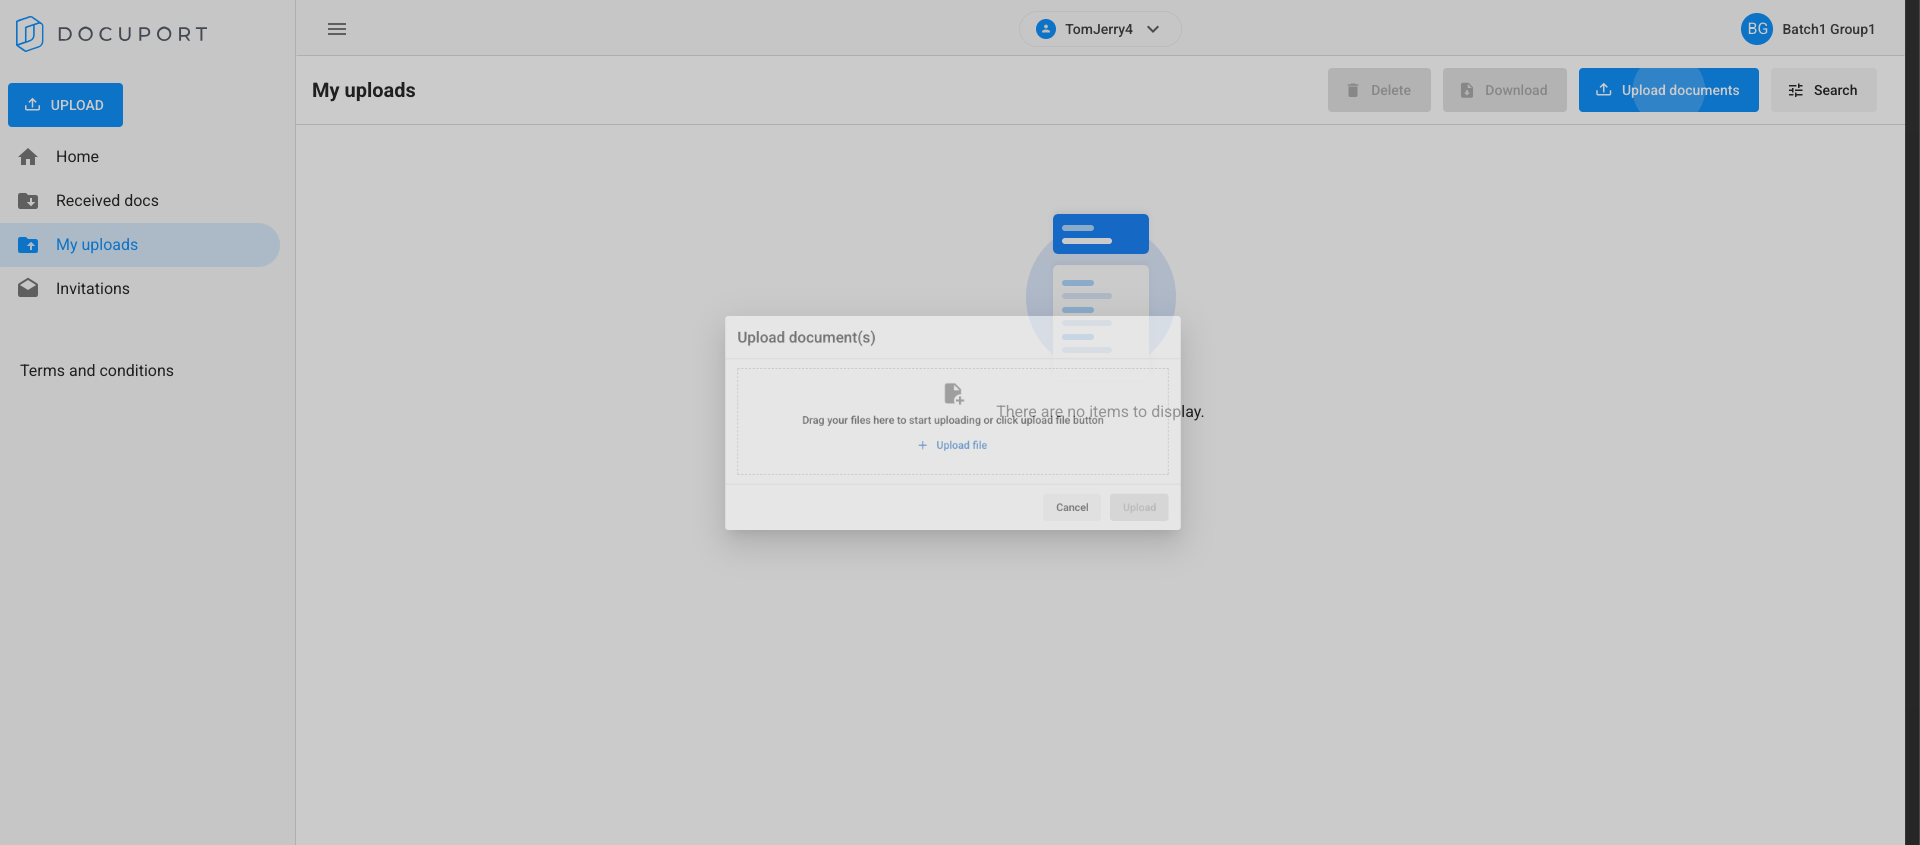 DOCUPORT
TomJerry4
BG Batch1 Group1
UPLOAD
Home
Received docs
My uploads
Invitations
Terms and conditions
My uploads
Delete
Download
Upload documents
Search
Upload document(s)
There are no items to display.
Drag your files here to start uploading or click upload file button
Upload file
Cancel
Upload